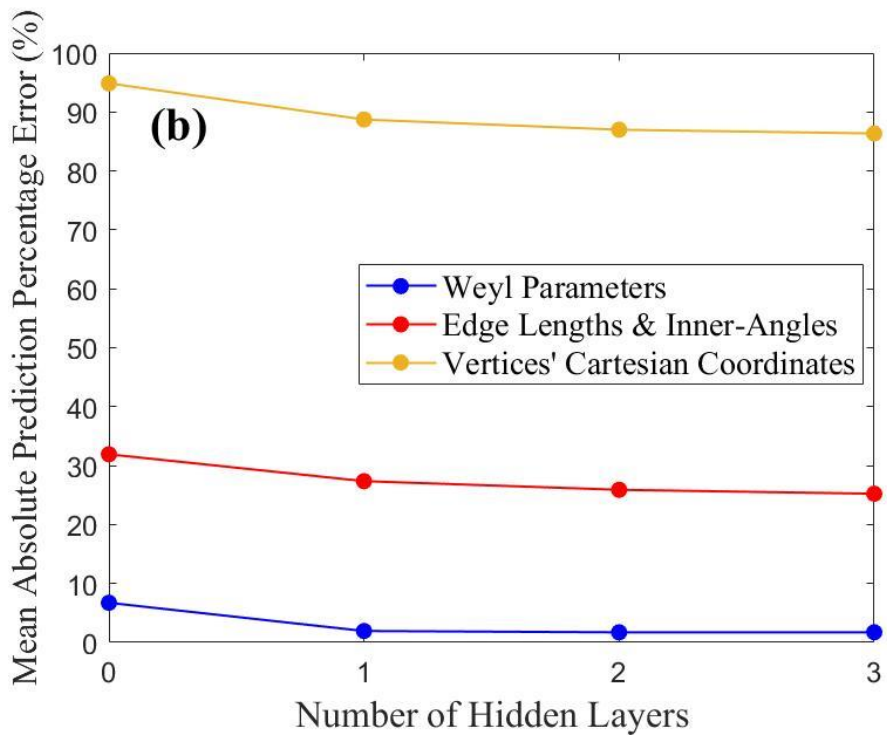 Mean Absolute Prediction Percentage Error (%)
100
90
80
70
60
50
40
30
20
10
0
(b)
Weyl Parameters
Edge Lengths & Inner-Angles
Vertices' Cartesian Coordinates
0 1 2 3
Number of Hidden Layers